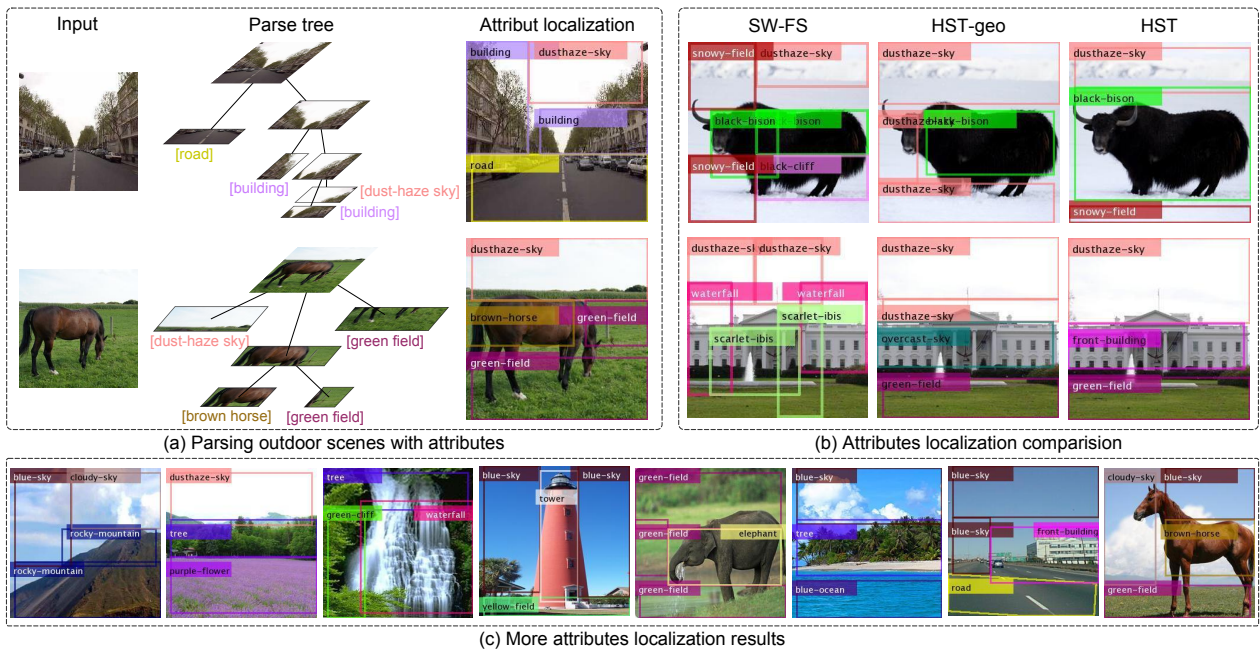 Input
Parse tree
Attribut localization
[road]
[building]
[dust-haze sky]
[building]
building
dusthaze-sky
building
road
[dust-haze sky]
[green field]
[brown horse]
[green field]
dusthaze-sky
brown-horse
green-field
green-field
(a) Parsing outdoor scenes with attributes
SW-FS
HST-geo
HST
snowy-field
dusthaze-sky
black-bison
bison
snowy-field
black-cliff
dusthaze-sky
dusthaze-sky
black-bison
dusthaze-sky
dusthaze-sky
black-bison
snowy-field
dusthaze-sky
dusthaze-sky
waterfall
waterfall
scarlet-ibis
scarlet-ibis
dusthaze-sky
dusthaze-sky
overcast-sky
green-field
dusthaze-sky
front-building
green-field
(b) Attributes localization comparision
blue-sky
cloudy-sky
rocky-mountain
rocky-mountain
dusthaze-sky
tree
purple-flower
tree
green-cliff
waterfall
blue-sky
blue-sky
tower
yellow-field
green-field
green-field
elephant
green-field
blue-sky
tree
blue-ocean
blue-sky
blue-sky
front-building
road
cloudy-sky
blue-sky
brown-horse
green-field
(c) More attributes localization results